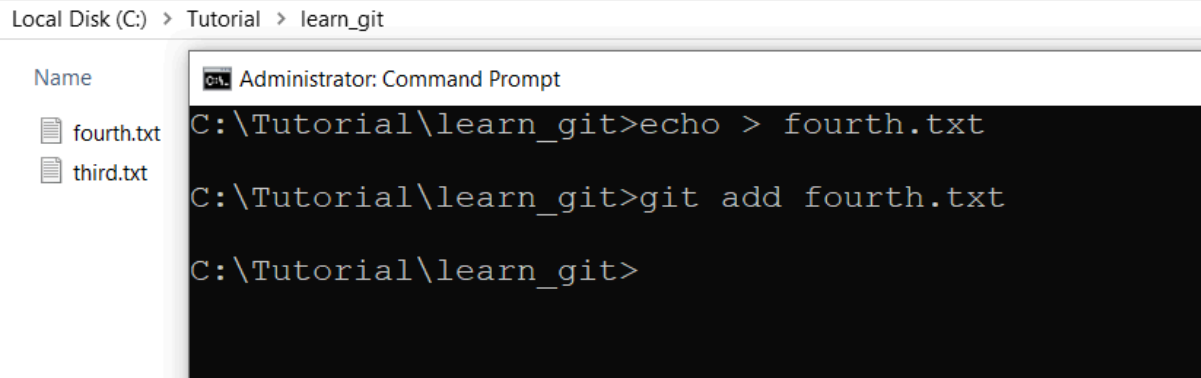 Local Disk (C:) > Tutorial > learn_git
Name
fourth.txt
third.txt
C:\. Administrator: Command Prompt
C:\Tutorial\learn_git>echo > fourth.txt
C:\Tutorial\learn_git>git add fourth.txt
C:\Tutorial\learn_git>